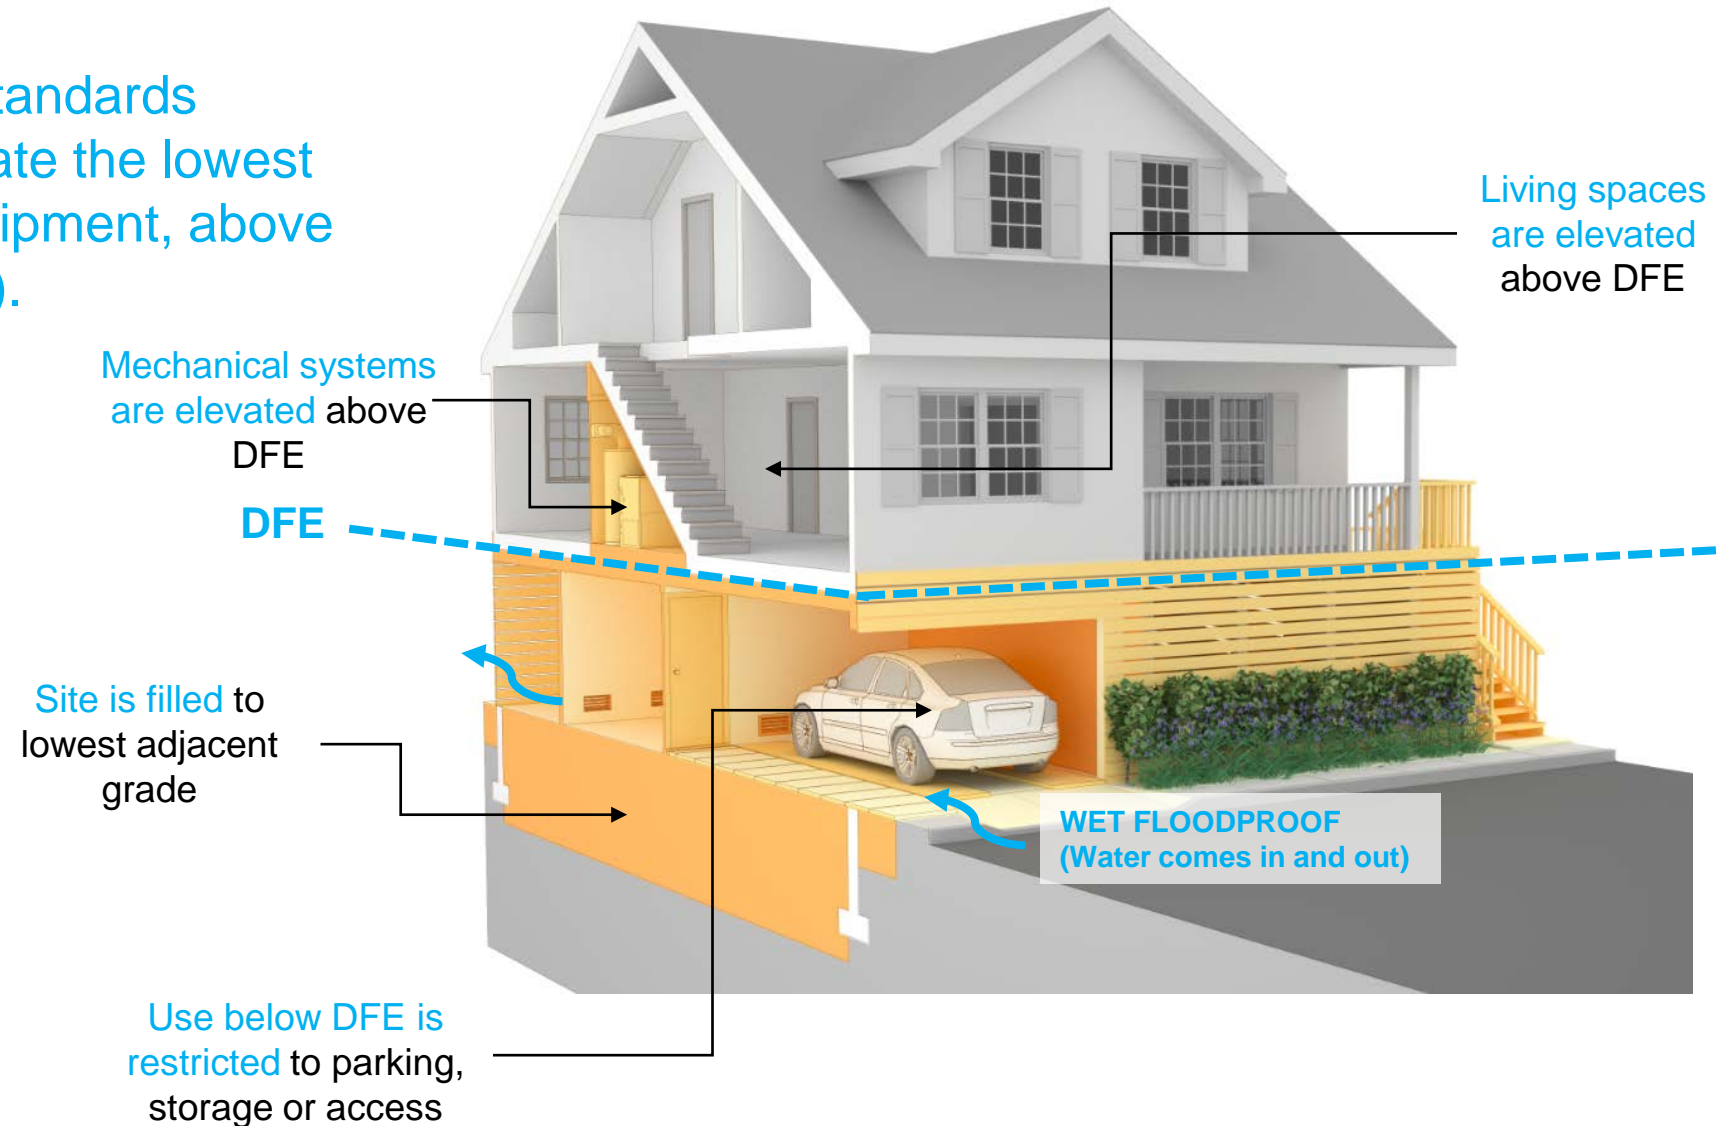 tandards
ate the lowest
ipment, above
).
Living spaces
are elevated
above DFE
Mechanical systems
are elevated above
DFE
DFE
Site is filled to
lowest adjacent
grade
WET FLOODPROOF
(Water comes in and out)
Use below DFE is
restricted to parking,
storage or access